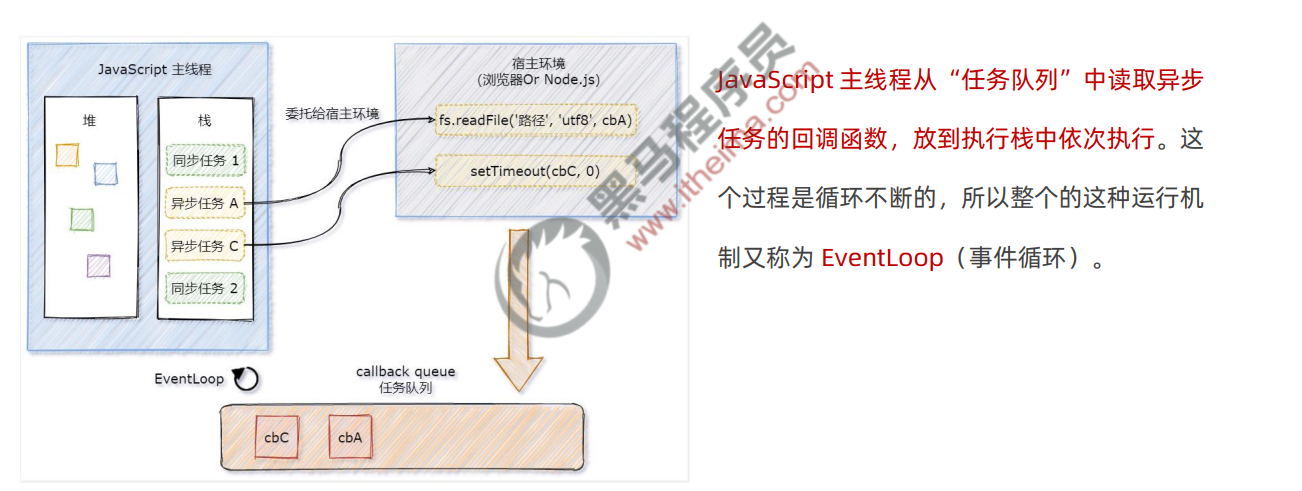 JavaScript 主线程
堆
栈
同步任务 1
异步任务 A
异步任务 C
同步任务 2
委托给宿主环境
宿主环境
(浏览器Or Node.js)
fs.readFile('路径', 'utf8', cbA)
setTimeout(cbC, 0)
EventLoop
callback queue
任务队列
cbC
cbA
JavaScript 主线程从“任务队列”中读取异步
任务的回调函数，放到执行栈中依次执行。这
个过程是循环不断的，所以整个的这种运行机
制又称为 EventLoop（事件循环）。
黑马程序员
www.itheima.com